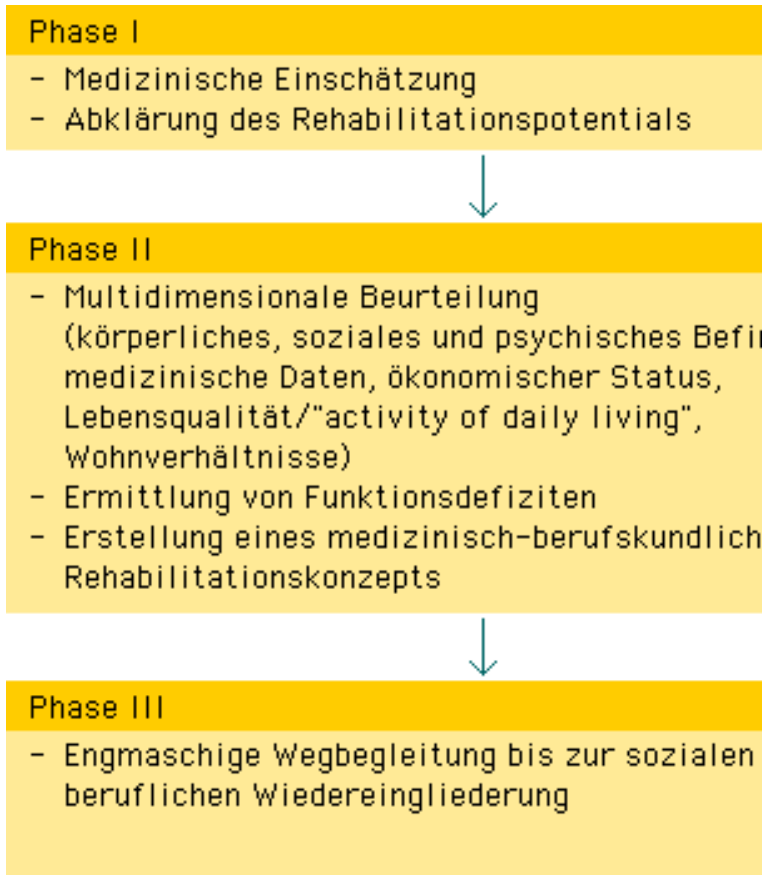 Phase I
- Medizinische Einschätzung
- Abklärung des Rehabilitationspotentials
Phase II
- Multidimensionale Beurteilung
(körperliches, soziales und psychisches Befi
medizinische Daten, ökonomischer Status,
Lebensqualität/"activity of daily living",
Wohnverhältnisse)
- Ermittlung von Funktionsdefiziten
- Erstellung eines medizinisch-berufskundlich
Rehabilitationskonzepts
Phase III
- Engmaschige Wegbegleitung bis zur sozialen
beruflichen Wiedereingliederung